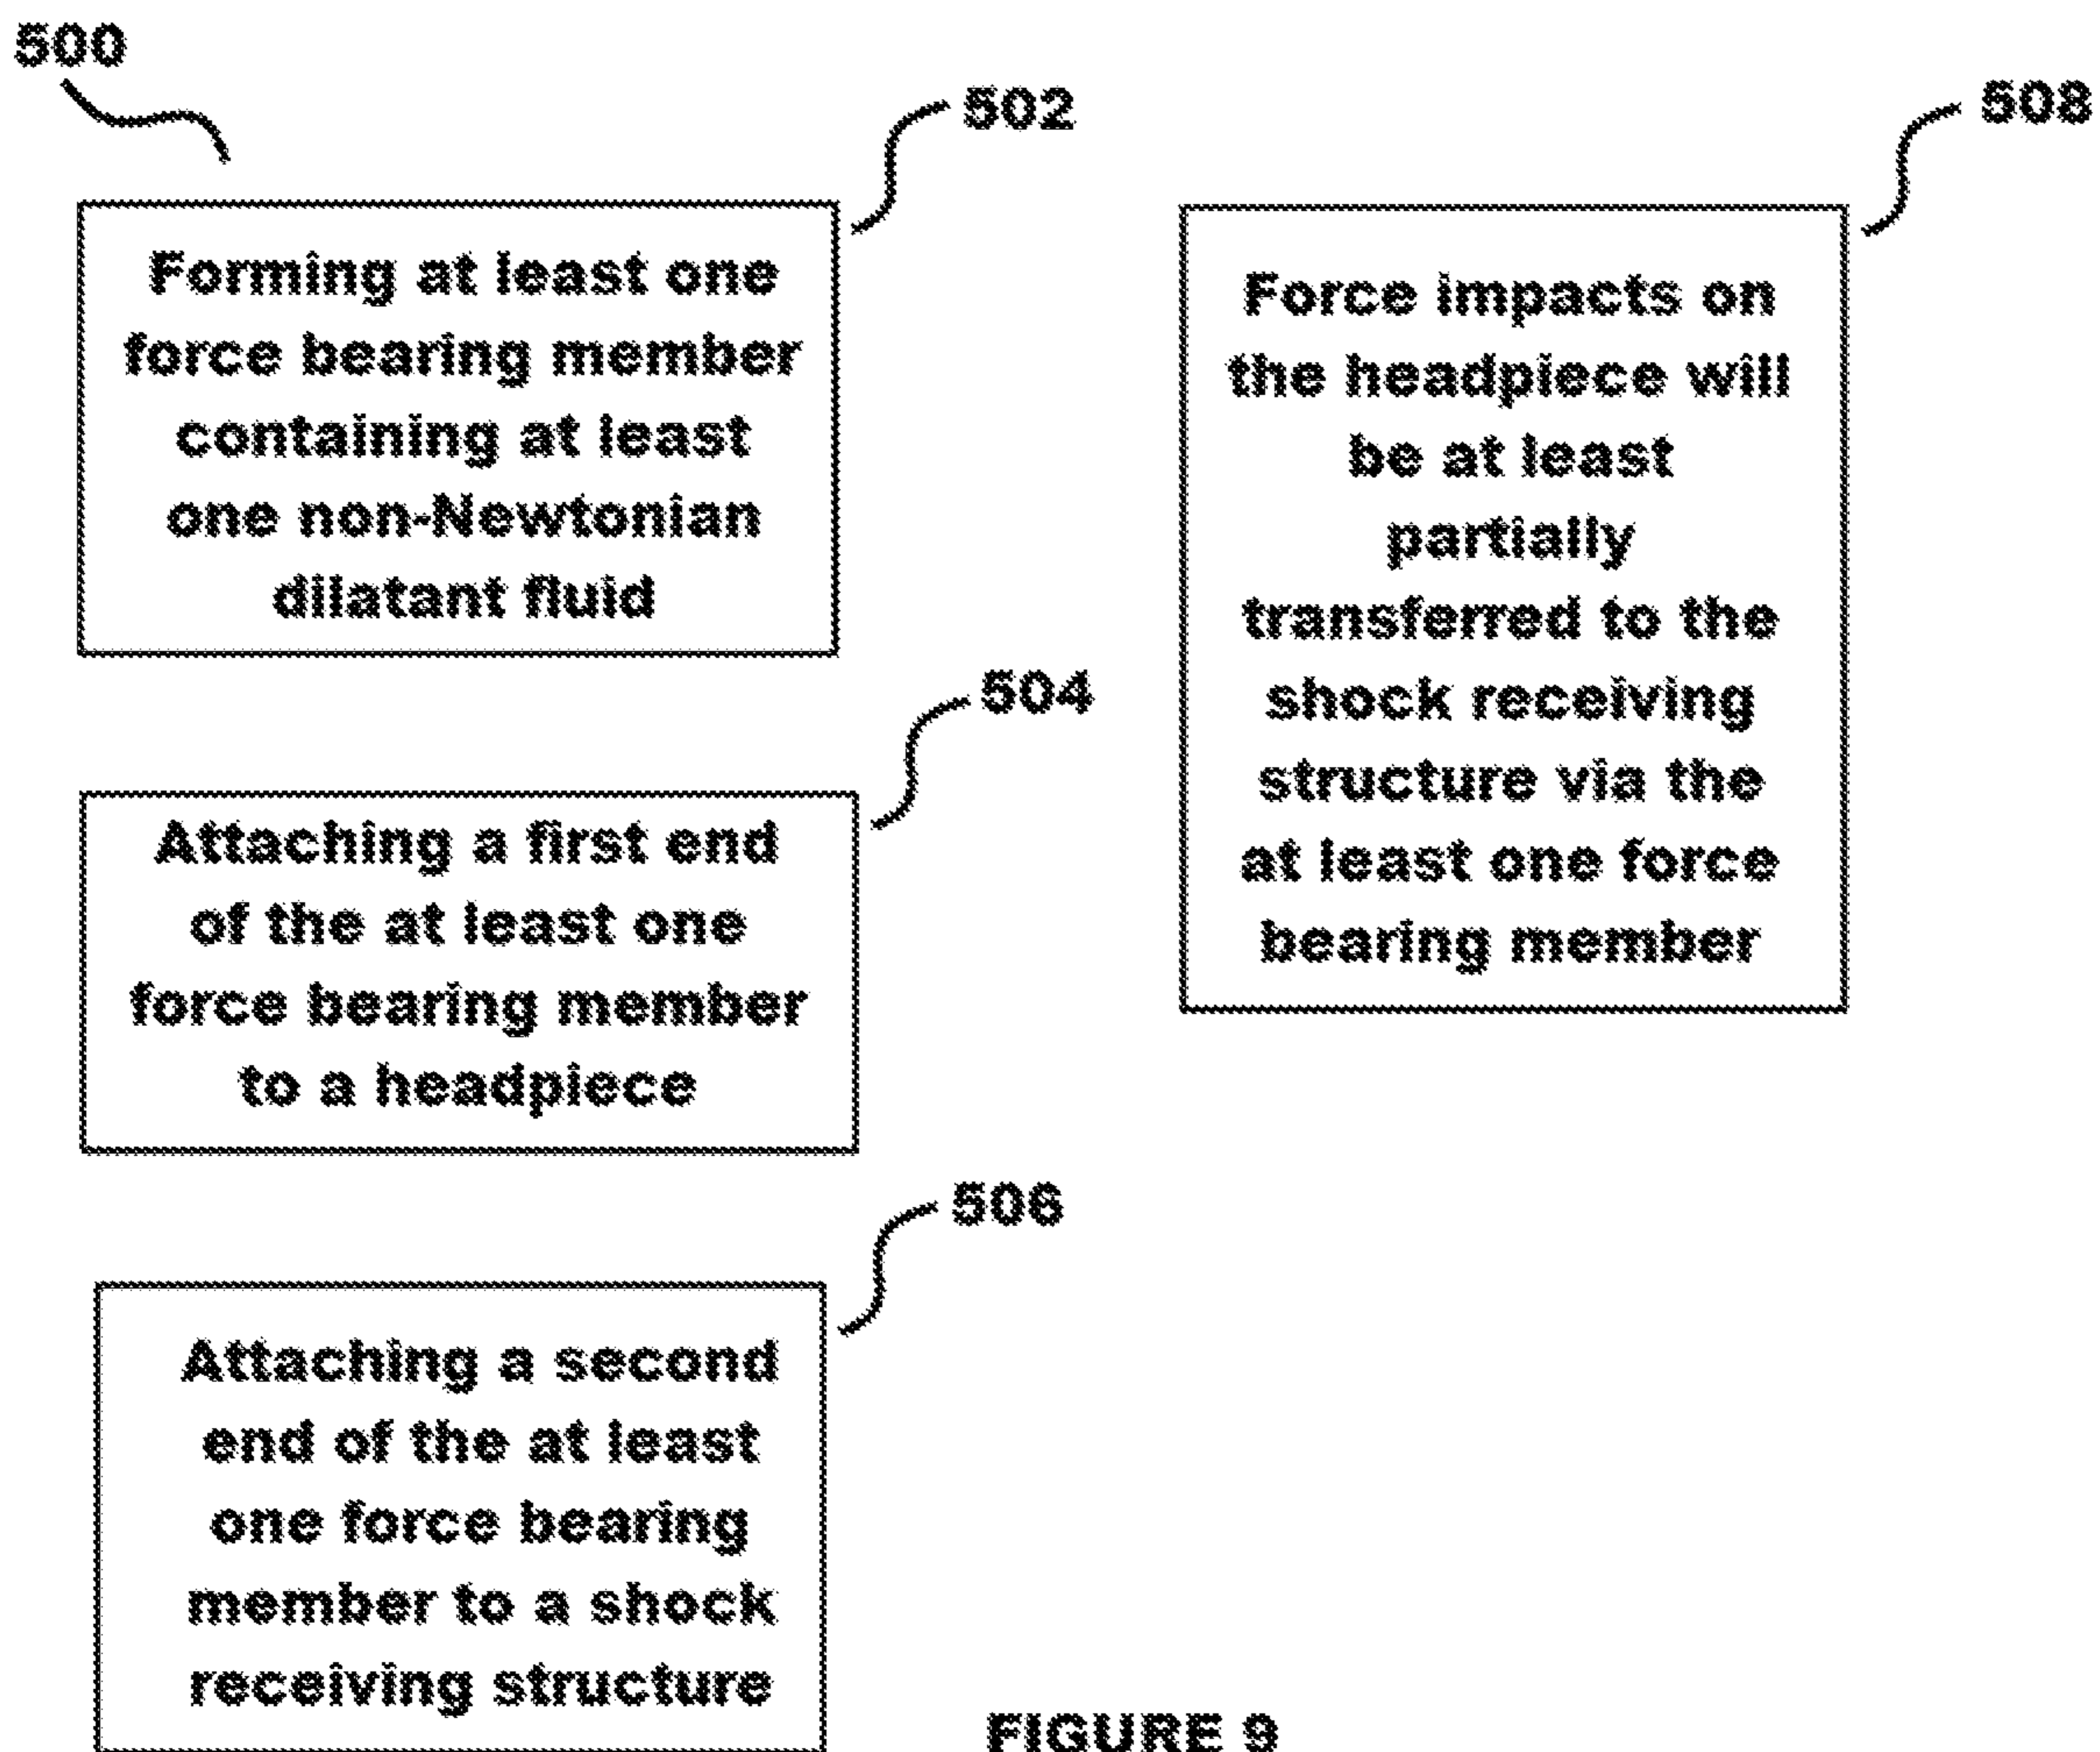 500
502
Forming at least one
force bearing member
containing at least
one non-Newtonian
dilatant fluid
504
Attaching a first end
of the at least one
force bearing member
to a headpiece
506
Attaching a second
end of the at least
one force bearing
member to a shock
receiving structure
508
Force impacts on
the headpiece will
be at least
partially
transferred to the
shock receiving
structure via the
at least one force
bearing member
FIGURE 9